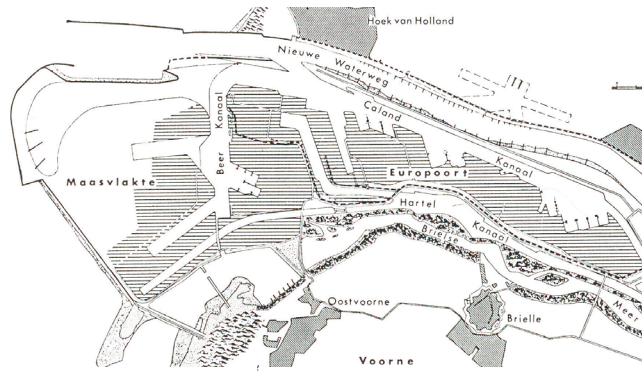 Hoek van Holland
Nieuwe Waterweg
Caland Kanaal
Beer Kanaal
Maasvlakte
Europoort
Hartel Kanaal
Brielse Meer
Oostvoorne
Brielle
Voorne